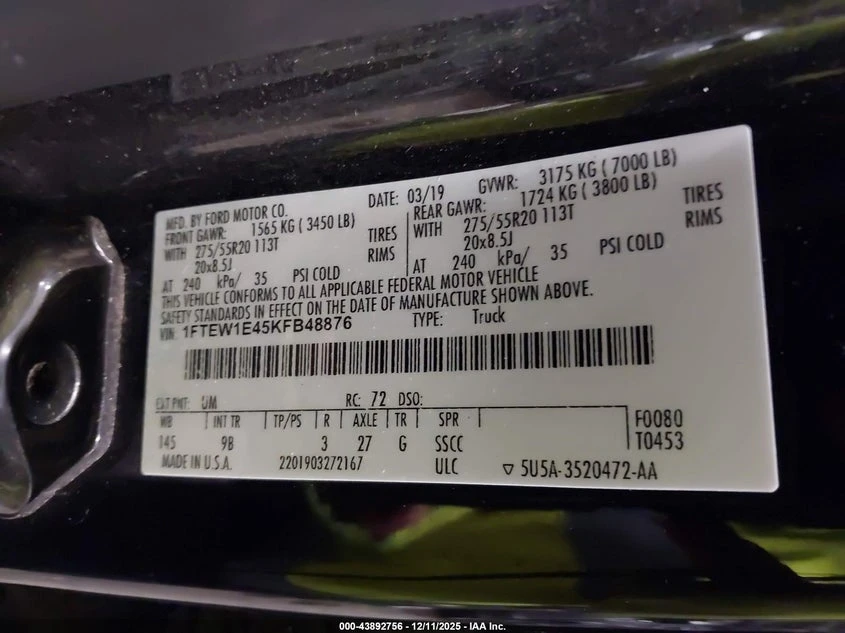 MFD. BY FORD MOTOR CO. DATE: 03/19 GVWR: 3175 KG ( 7000 LB)
FRONT GAWR: 1565 KG ( 3450 LB) REAR GAWR: 1724 KG ( 3800 LB)
WITH 275/55R20 113T TIRES WITH 275/55R20 113T TIRES
20x8.5J RIMS 20x8.5J RIMS
AT 240 kPa/ 35 PSI COLD AT 240 kPa/ 35 PSI COLD
THIS VEHICLE CONFORMS TO ALL APPLICABLE FEDERAL MOTOR VEHICLE
SAFETY STANDARDS IN EFFECT ON THE DATE OF MANUFACTURE SHOWN ABOVE.
VIN: 1FTEW1E45KFB48876 TYPE: Truck
EXT PNT: UM RC: 72 DSO:
WB INT TR TP/PS R AXLE TR SPR F0080
145 9B 3 27 G SSCC T0453
MADE IN U.S.A. 2201903272167 ULC ▽ 5U5A-3520472-AA
000-43892756 - 12/11/2025 - IAA Inc.